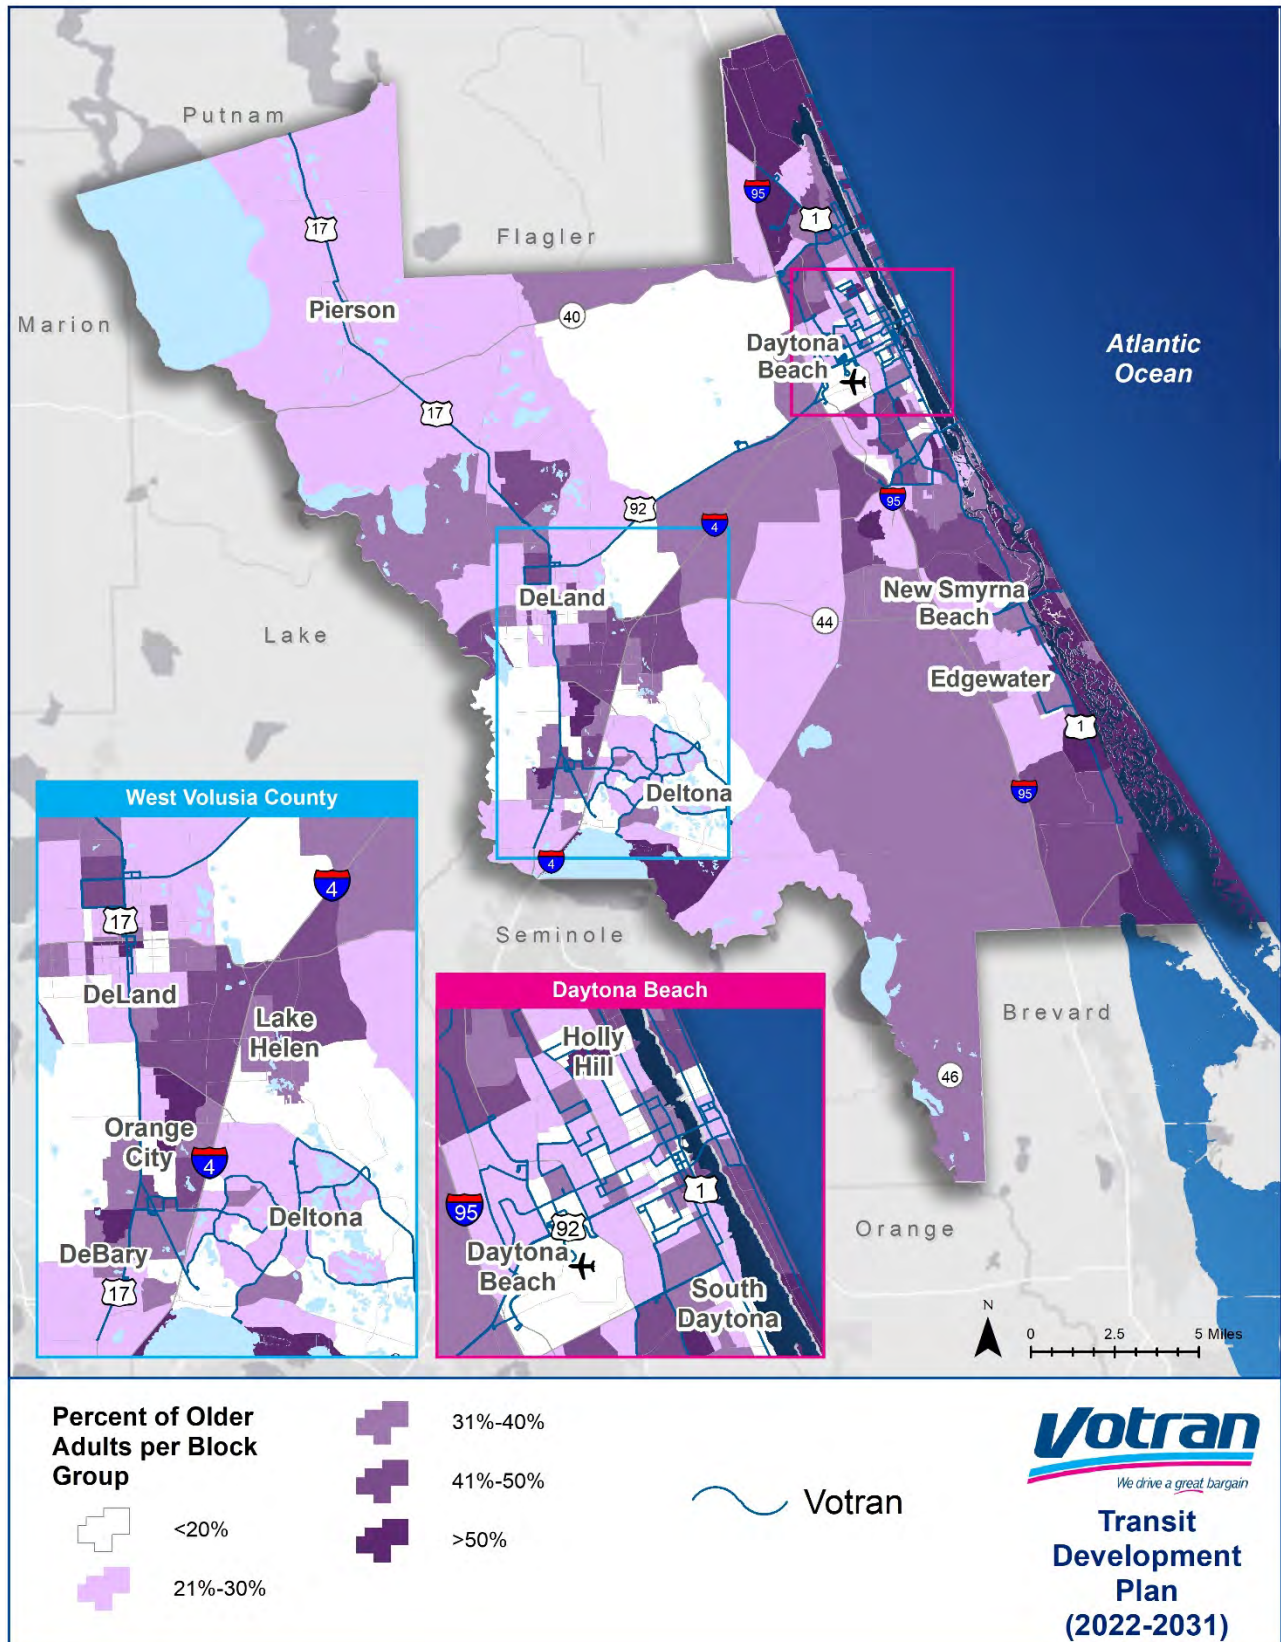 Putnam
95
17
1
Flagler
Pierson
Marion
40
Daytona
Beach
Atlantic
Ocean
17
92
4
95
DeLand
New Smyrna
Beach
44
Lake
Edgewater
1
95
Deltona
4
West Volusia County
4
17
DeLand
Lake
Helen
Orange
City
4
Deltona
DeBary
17
Seminole
Daytona Beach
Holly
Hill
1
95
92
Daytona
Beach
South
Daytona
Brevard
46
Orange
N
0 2.5 5 Miles
Percent of Older
Adults per Block
Group
<20%
21%-30%
31%-40%
41%-50%
>50%
Votran
Votran
We drive a great bargain
Transit
Development
Plan
(2022-2031)